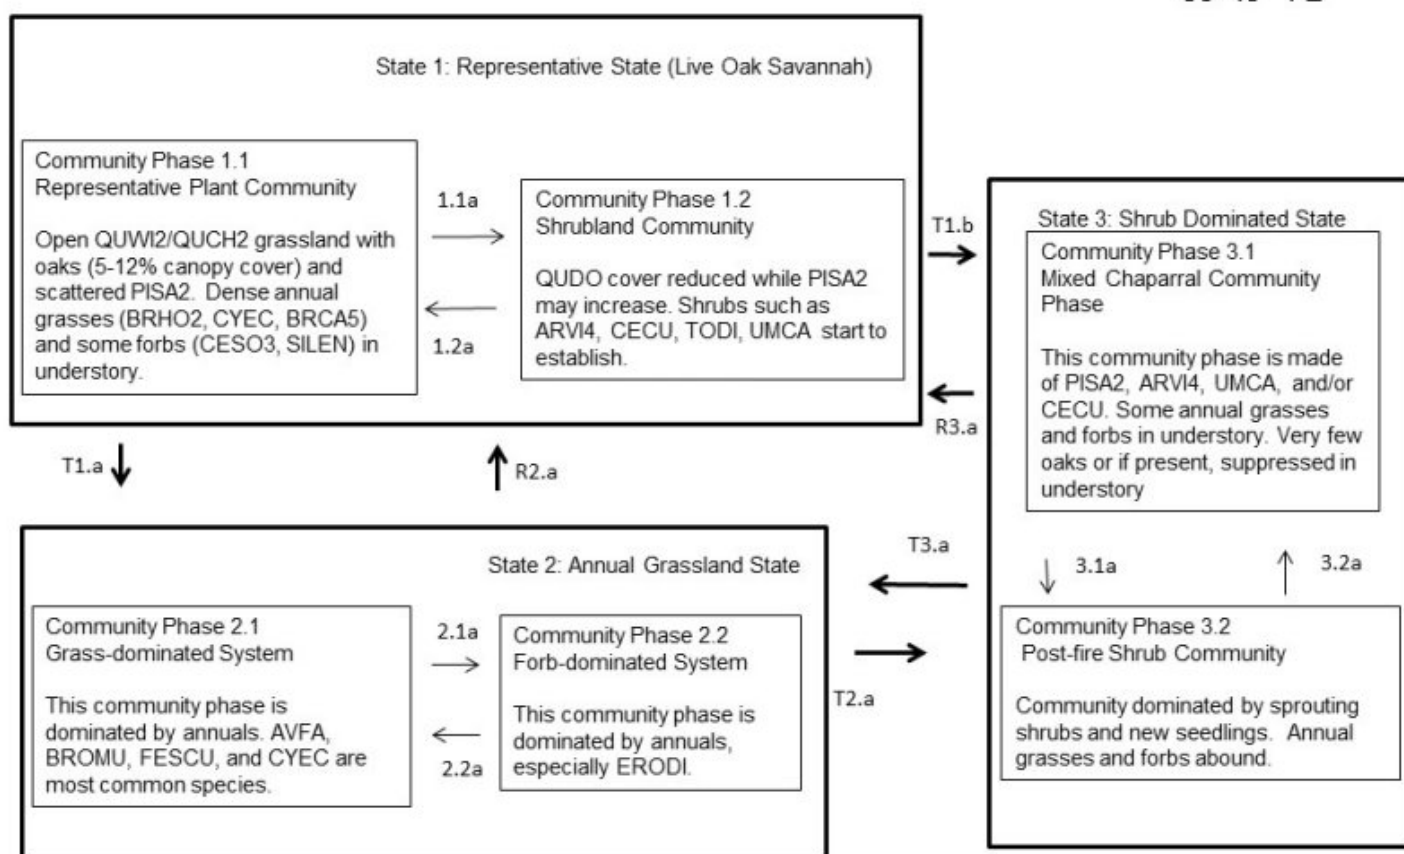 State 1: Representative State (Live Oak Savannah)
Community Phase 1.1
Representative Plant Community
Open QUWI2/QUCH2 grassland with
oaks (5-12% canopy cover) and
scattered PISA2. Dense annual
grasses (BRHO2, CYEC, BRCA5)
and some forbs (CESO3, SILEN) in
understory.
1.1a
1.2a
Community Phase 1.2
Shrubland Community
QUDO cover reduced while PISA2
may increase. Shrubs such as
ARVI4, CECU, TODI, UMCA start to
establish.
T1.b
R3.a
State 3: Shrub Dominated State
Community Phase 3.1
Mixed Chaparral Community
Phase
This community phase is made
of PISA2, ARVI4, UMCA, and/or
CECU. Some annual grasses
and forbs in understory. Very few
oaks or if present, suppressed in
understory
T1.a
R2.a
State 2: Annual Grassland State
Community Phase 2.1
Grass-dominated System
This community phase is
dominated by annuals. AVFA,
BROMU, FESCU, and CYEC are
most common species.
2.1a
2.2a
Community Phase 2.2
Forb-dominated System
This community phase is
dominated by annuals,
especially ERODI.
T3.a
T2.a
3.1a
3.2a
Community Phase 3.2
Post-fire Shrub Community
Community dominated by sprouting
shrubs and new seedlings. Annual
grasses and forbs abound.